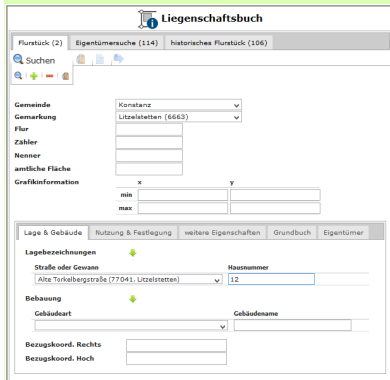 Liegenschaftsbuch
Flurstück (2) Eigentümersuche (114) historisches Flurstück (106)
Suchen
Gemeinde Konstanz
Gemarkung Litzelstetten (6663)
Flur
Zähler
Nenner
amtliche Fläche
Grafikinformation x y
min
max
Lage & Gebäude Nutzung & Festlegung weitere Eigenschaften Grundbuch Eigentümer
Lagebezeichnungen
Straße oder Gewann Hausnummer
Alte Torkelbergstraße (77041, Litzelstetten) 12
Bebauung
Gebäudeart Gebäudename
Bezugskoord. Rechts
Bezugskoord. Hoch